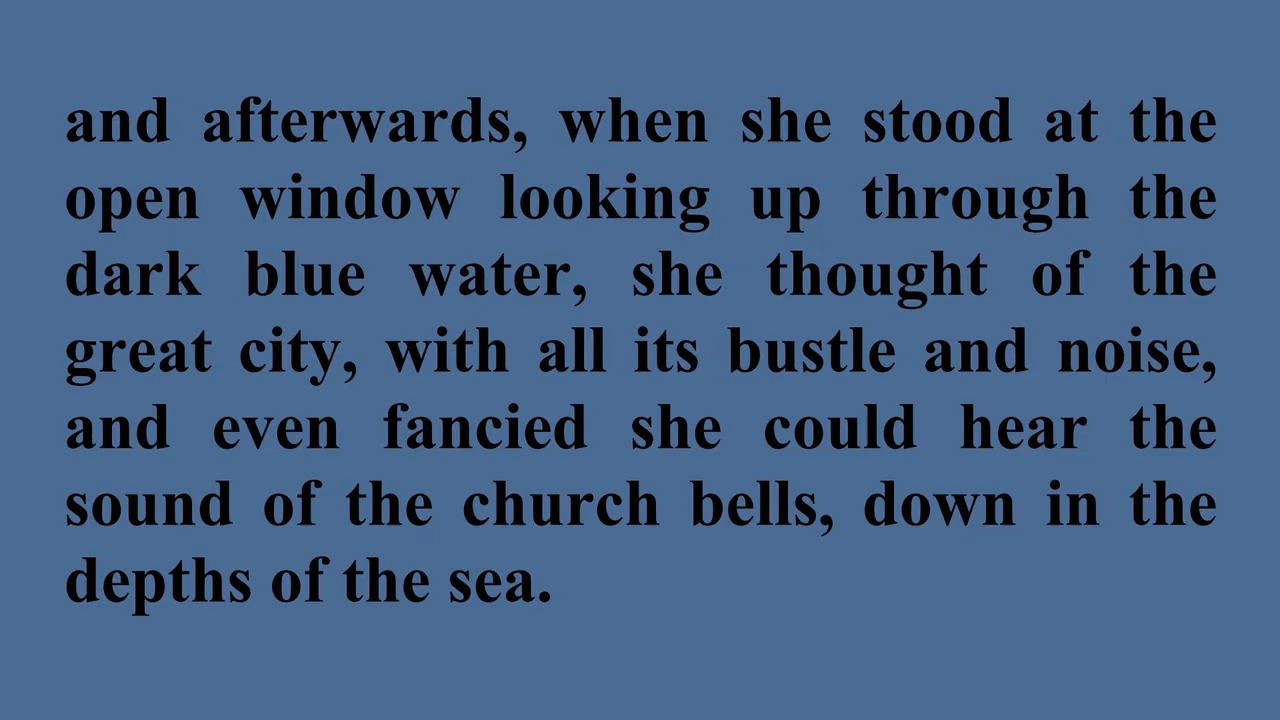 and afterwards, when she stood at the
open window looking up through the
dark blue water, she thought of the
great city, with all its bustle and noise,
and even fancied she could hear the
sound of the church bells, down in the
depths of the sea.